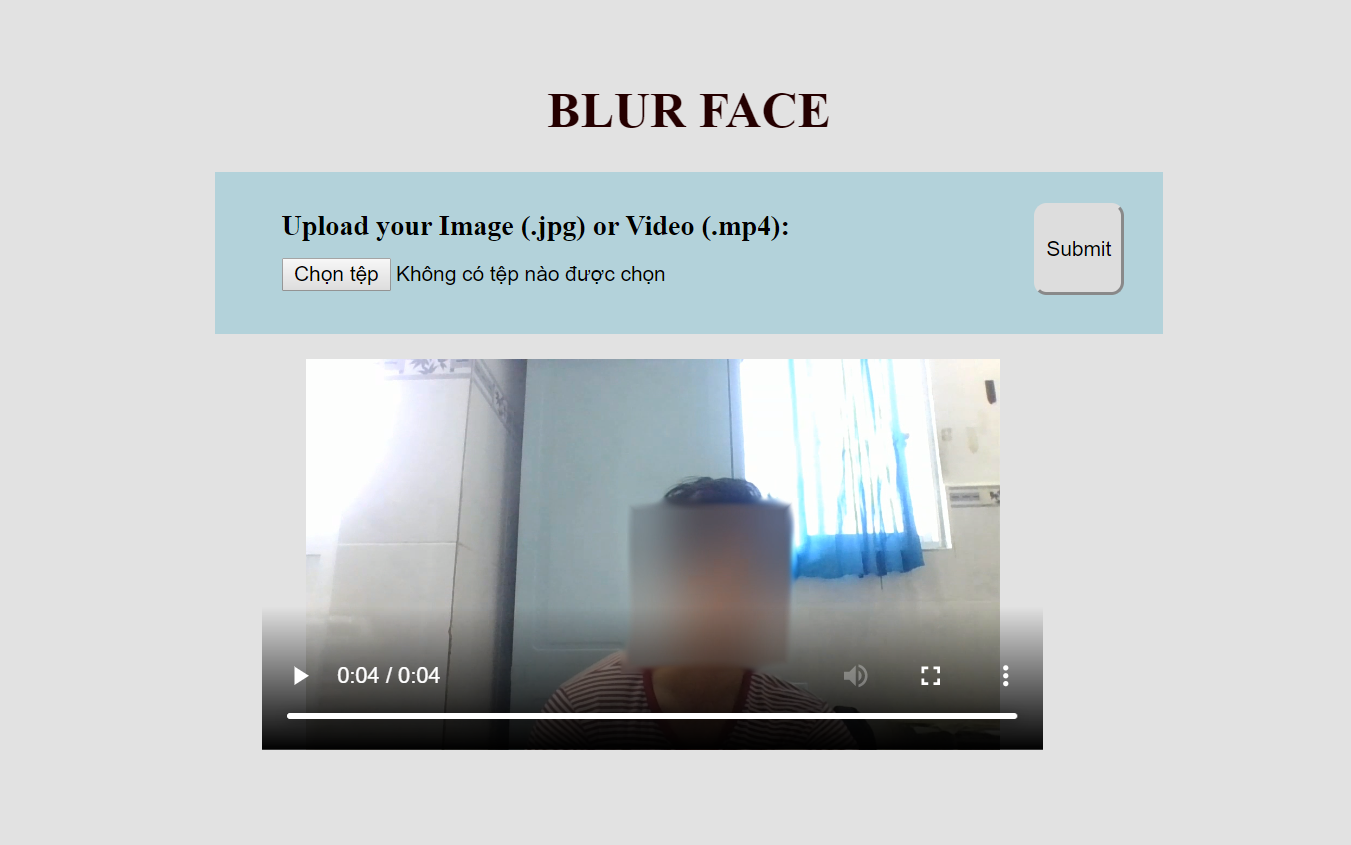 BLUR FACE
Upload your Image (.jpg) or Video (.mp4):
Chọn tệp Không có tệp nào được chọn
Submit
0:04 / 0:04